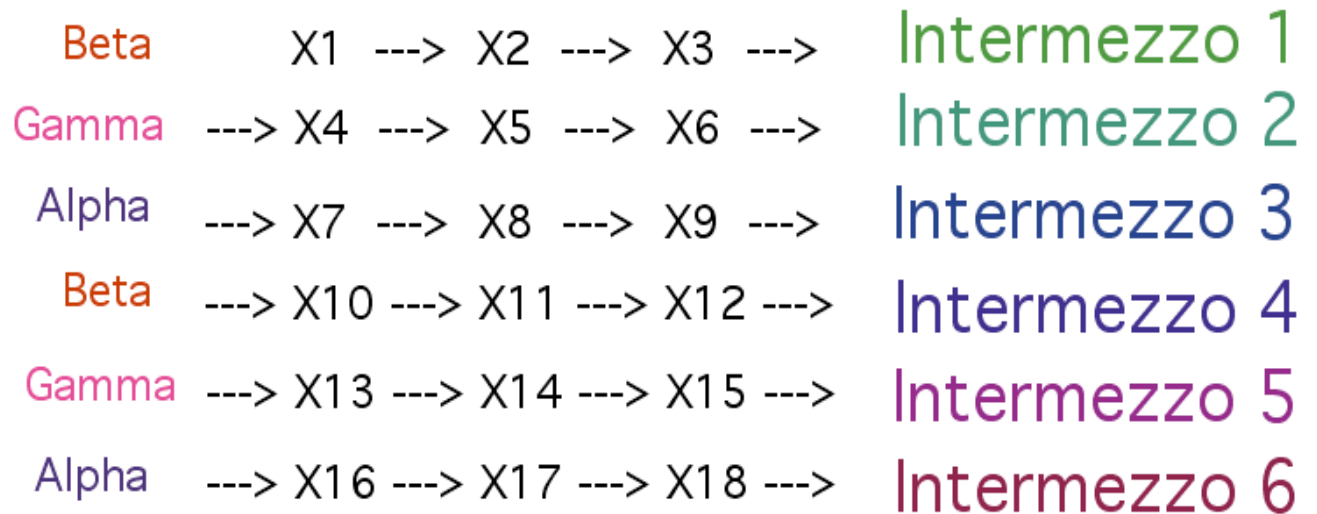 Beta X1 ---> X2 ---> X3 ---> Intermezzo 1
Gamma ---> X4 ---> X5 ---> X6 ---> Intermezzo 2
Alpha ---> X7 ---> X8 ---> X9 ---> Intermezzo 3
Beta ---> X10 ---> X11 ---> X12 ---> Intermezzo 4
Gamma ---> X13 ---> X14 ---> X15 ---> Intermezzo 5
Alpha ---> X16 ---> X17 ---> X18 ---> Intermezzo 6